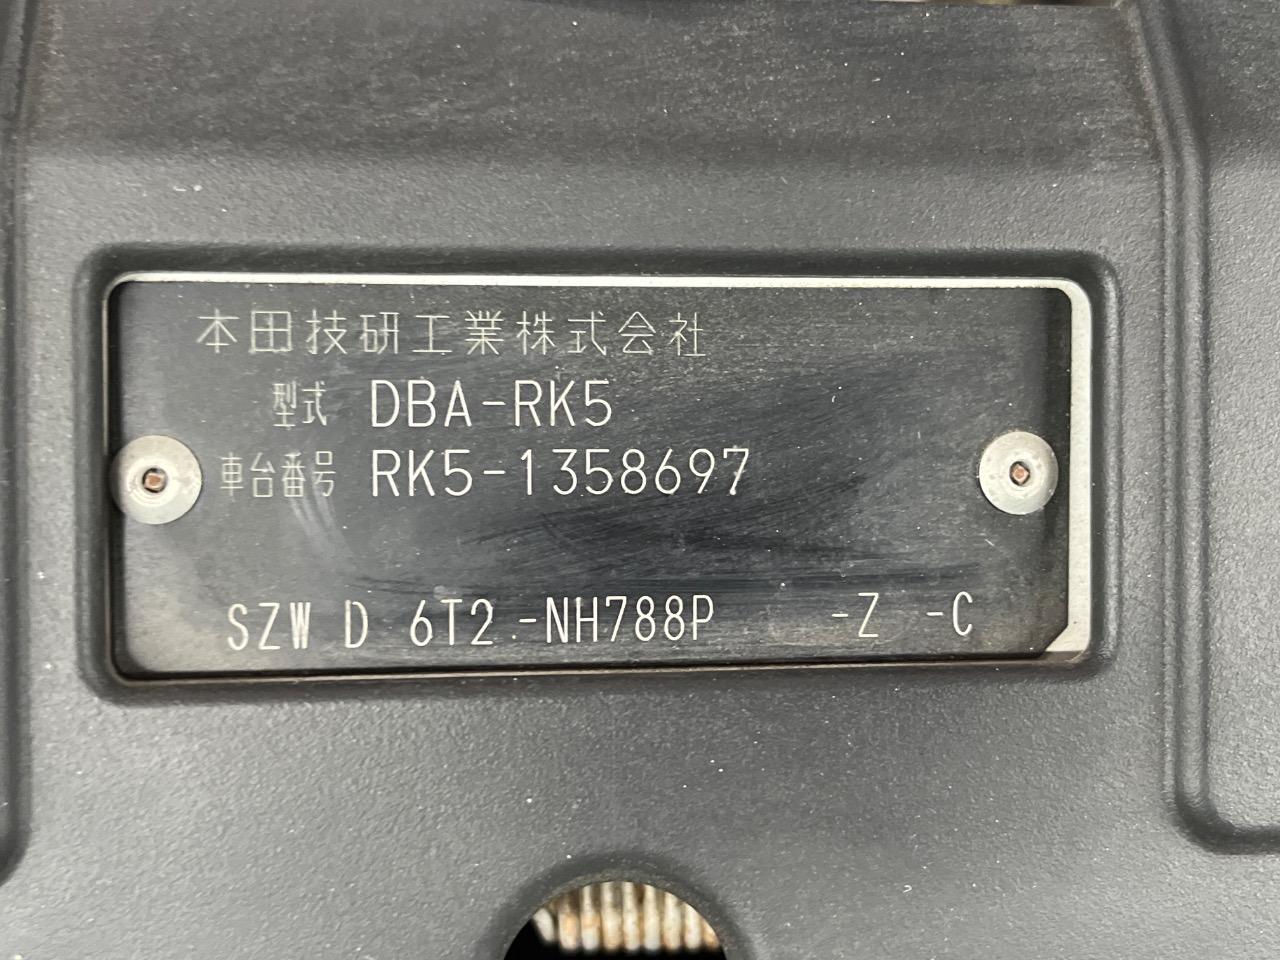 本田技研工業株式会社
型式 DBA-RK5
車台番号 RK5-1358697
SZW D 6T2 -NH788P -Z -C